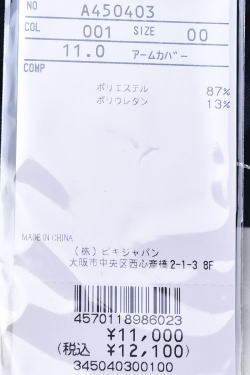 NO A450403
COL 001 SIZE 00
11.0 アームカバー
COMP
ポリエステル 87%
ポリウレタン 13%
MADE IN CHINA
(株)ピキジャパン
大阪市中央区西心斎橋2-1-3 8F
4570118986023
¥11,000
(税込 ¥12,100)
345040300100